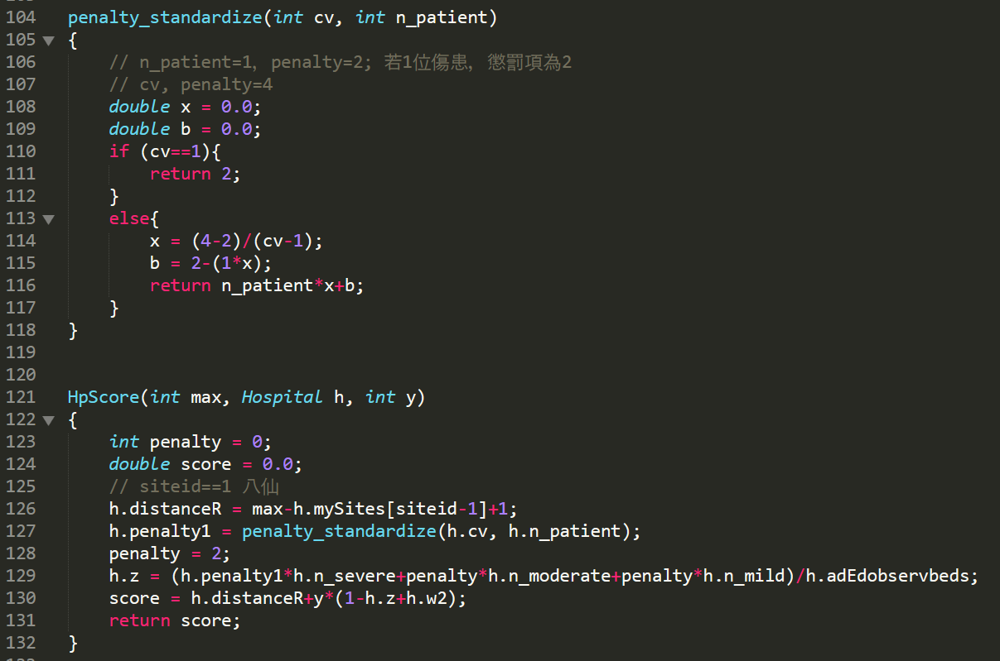 104 penalty_standardize(int cv, int n_patient)
105 {
106 // n_patient=1, penalty=2; 若1位傷患, 懲罰項為2
107 // cv, penalty=4
108 double x = 0.0;
109 double b = 0.0;
110 if (cv==1){
111 return 2;
112 }
113 else{
114 x = (4-2)/(cv-1);
115 b = 2-(1*x);
116 return n_patient*x+b;
117 }
118 }
119
120
121 HpScore(int max, Hospital h, int y)
122 {
123 int penalty = 0;
124 double score = 0.0;
125 // siteid==1 八仙
126 h.distanceR = max-h.mySites[siteid-1]+1;
127 h.penalty1 = penalty_standardize(h.cv, h.n_patient);
128 penalty = 2;
129 h.z = (h.penalty1*h.n_severe+penalty*h.n_moderate+penalty*h.n_mild)/h.adEdobservbeds;
130 score = h.distanceR+y*(1-h.z+h.w2);
131 return score;
132 }